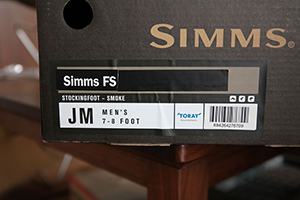 SIMMS®
Simms FS
STOCKINGFOOT - SMOKE
JM MEN'S
7-8 FOOT
TORAY